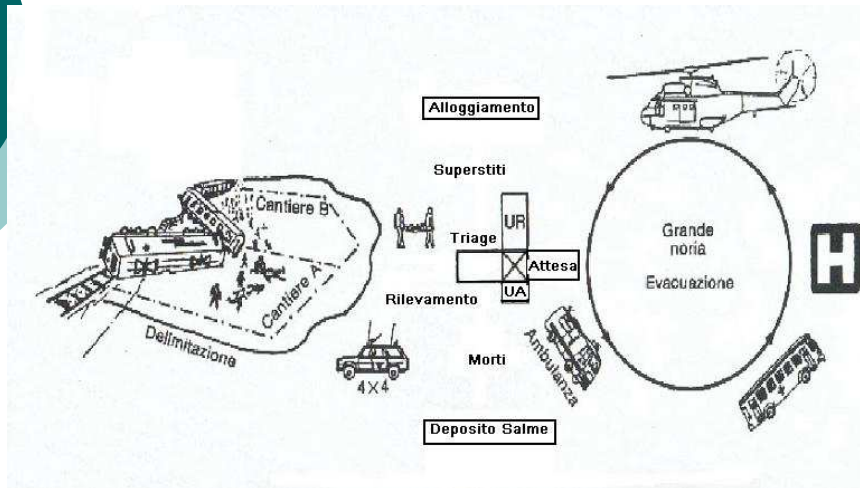 Alloggiamento
Superstiti
Cantiere B
UR
Triage
Attesa
Grande
noria
Evacuazione
H
UA
Rilevamento
Cantiere A
Delimitazione
4X4
Morti
Ambulanza
Deposito Salme